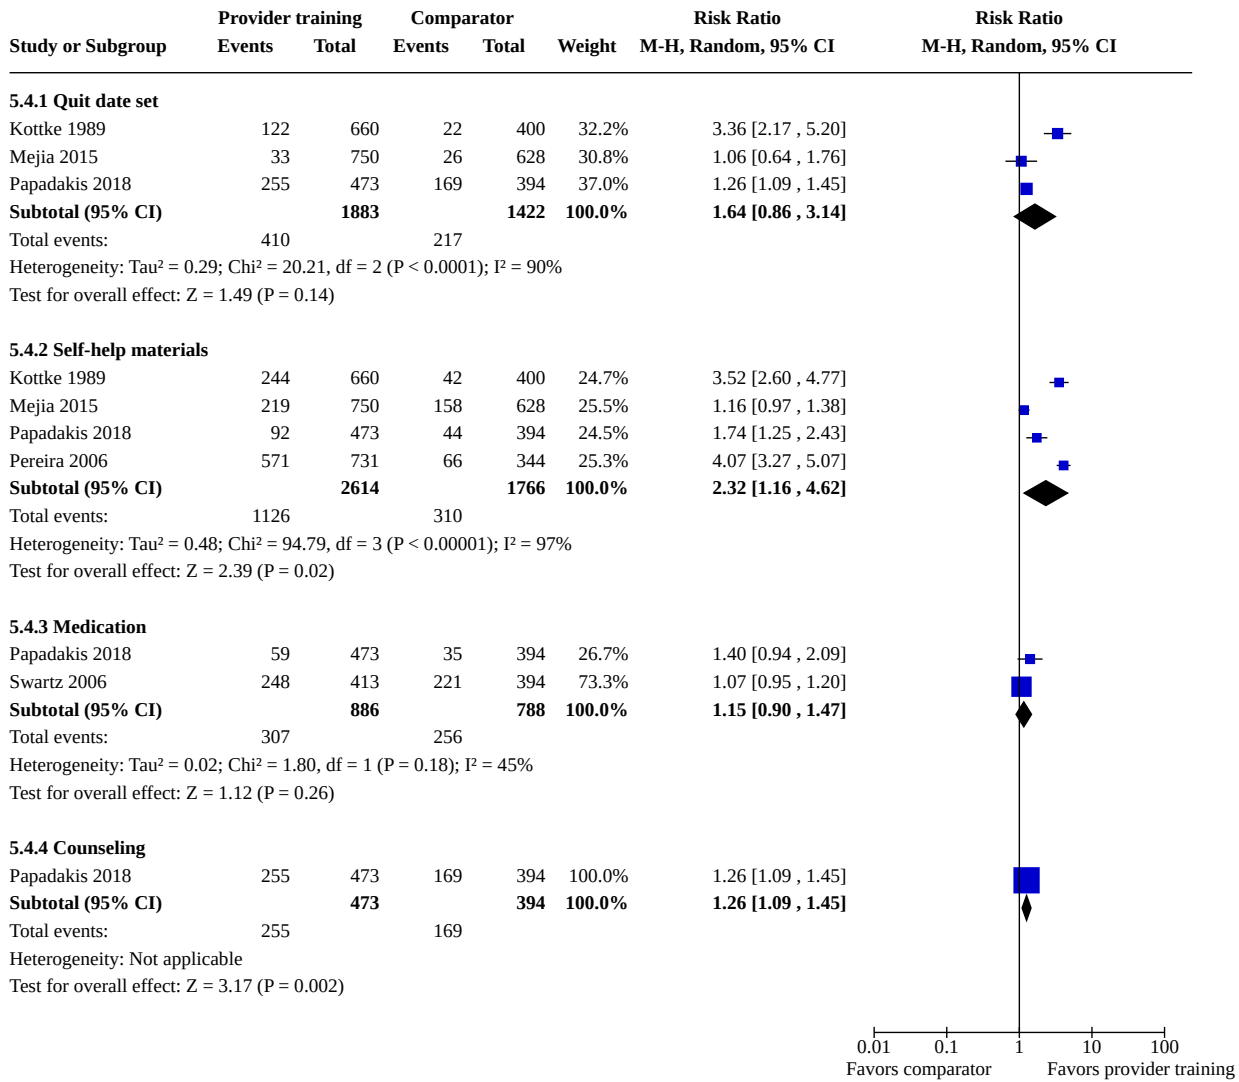 Provider training Comparator Risk Ratio Risk Ratio
Study or Subgroup Events Total Events Total Weight M-H, Random, 95% CI M-H, Random, 95% CI
5.4.1 Quit date set
Kottke 1989 122 660 22 400 32.2% 3.36 [2.17 , 5.20]
Mejia 2015 33 750 26 628 30.8% 1.06 [0.64 , 1.76]
Papadakis 2018 255 473 169 394 37.0% 1.26 [1.09 , 1.45]
Subtotal (95% CI) 1883 1422 100.0% 1.64 [0.86 , 3.14]
Total events: 410 217
Heterogeneity: Tau² = 0.29; Chi² = 20.21, df = 2 (P < 0.0001); I² = 90%
Test for overall effect: Z = 1.49 (P = 0.14)
5.4.2 Self-help materials
Kottke 1989 244 660 42 400 24.7% 3.52 [2.60 , 4.77]
Mejia 2015 219 750 158 628 25.5% 1.16 [0.97 , 1.38]
Papadakis 2018 92 473 44 394 24.5% 1.74 [1.25 , 2.43]
Pereira 2006 571 731 66 344 25.3% 4.07 [3.27 , 5.07]
Subtotal (95% CI) 2614 1766 100.0% 2.32 [1.16 , 4.62]
Total events: 1126 310
Heterogeneity: Tau² = 0.48; Chi² = 94.79, df = 3 (P < 0.00001); I² = 97%
Test for overall effect: Z = 2.39 (P = 0.02)
5.4.3 Medication
Papadakis 2018 59 473 35 394 26.7% 1.40 [0.94 , 2.09]
Swartz 2006 248 413 221 394 73.3% 1.07 [0.95 , 1.20]
Subtotal (95% CI) 886 788 100.0% 1.15 [0.90 , 1.47]
Total events: 307 256
Heterogeneity: Tau² = 0.02; Chi² = 1.80, df = 1 (P = 0.18); I² = 45%
Test for overall effect: Z = 1.12 (P = 0.26)
5.4.4 Counseling
Papadakis 2018 255 473 169 394 100.0% 1.26 [1.09 , 1.45]
Subtotal (95% CI) 473 394 100.0% 1.26 [1.09 , 1.45]
Total events: 255 169
Heterogeneity: Not applicable
Test for overall effect: Z = 3.17 (P = 0.002)
0.01 0.1 1 10 100
Favors comparator Favors provider training